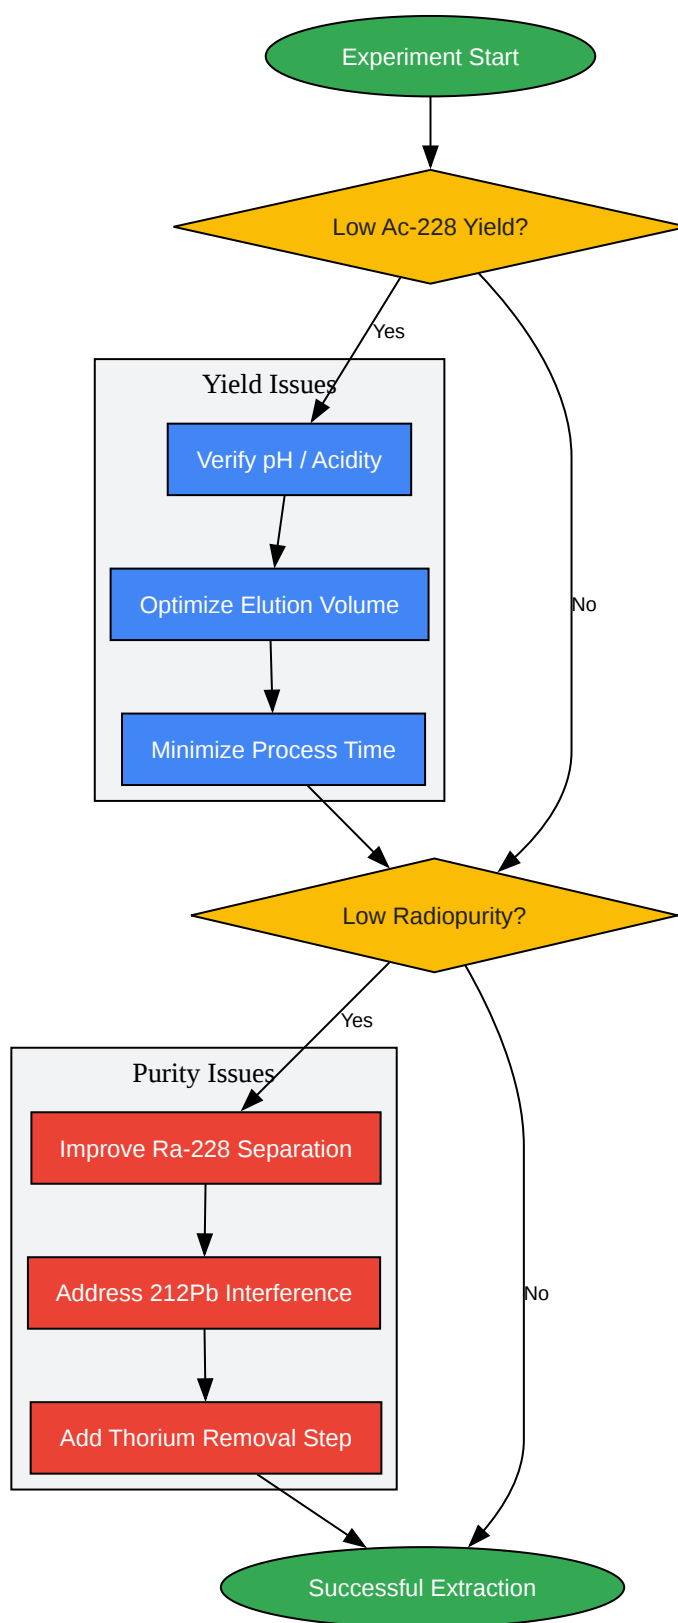 Experiment Start
Low Ac-228 Yield?
Yes
Yield Issues
Verify pH / Acidity
Optimize Elution Volume
No
Minimize Process Time
Low Radiopurity?
Yes
Purity Issues
Improve Ra-228 Separation
Address 212Pb Interference
No
Add Thorium Removal Step
Successful Extraction